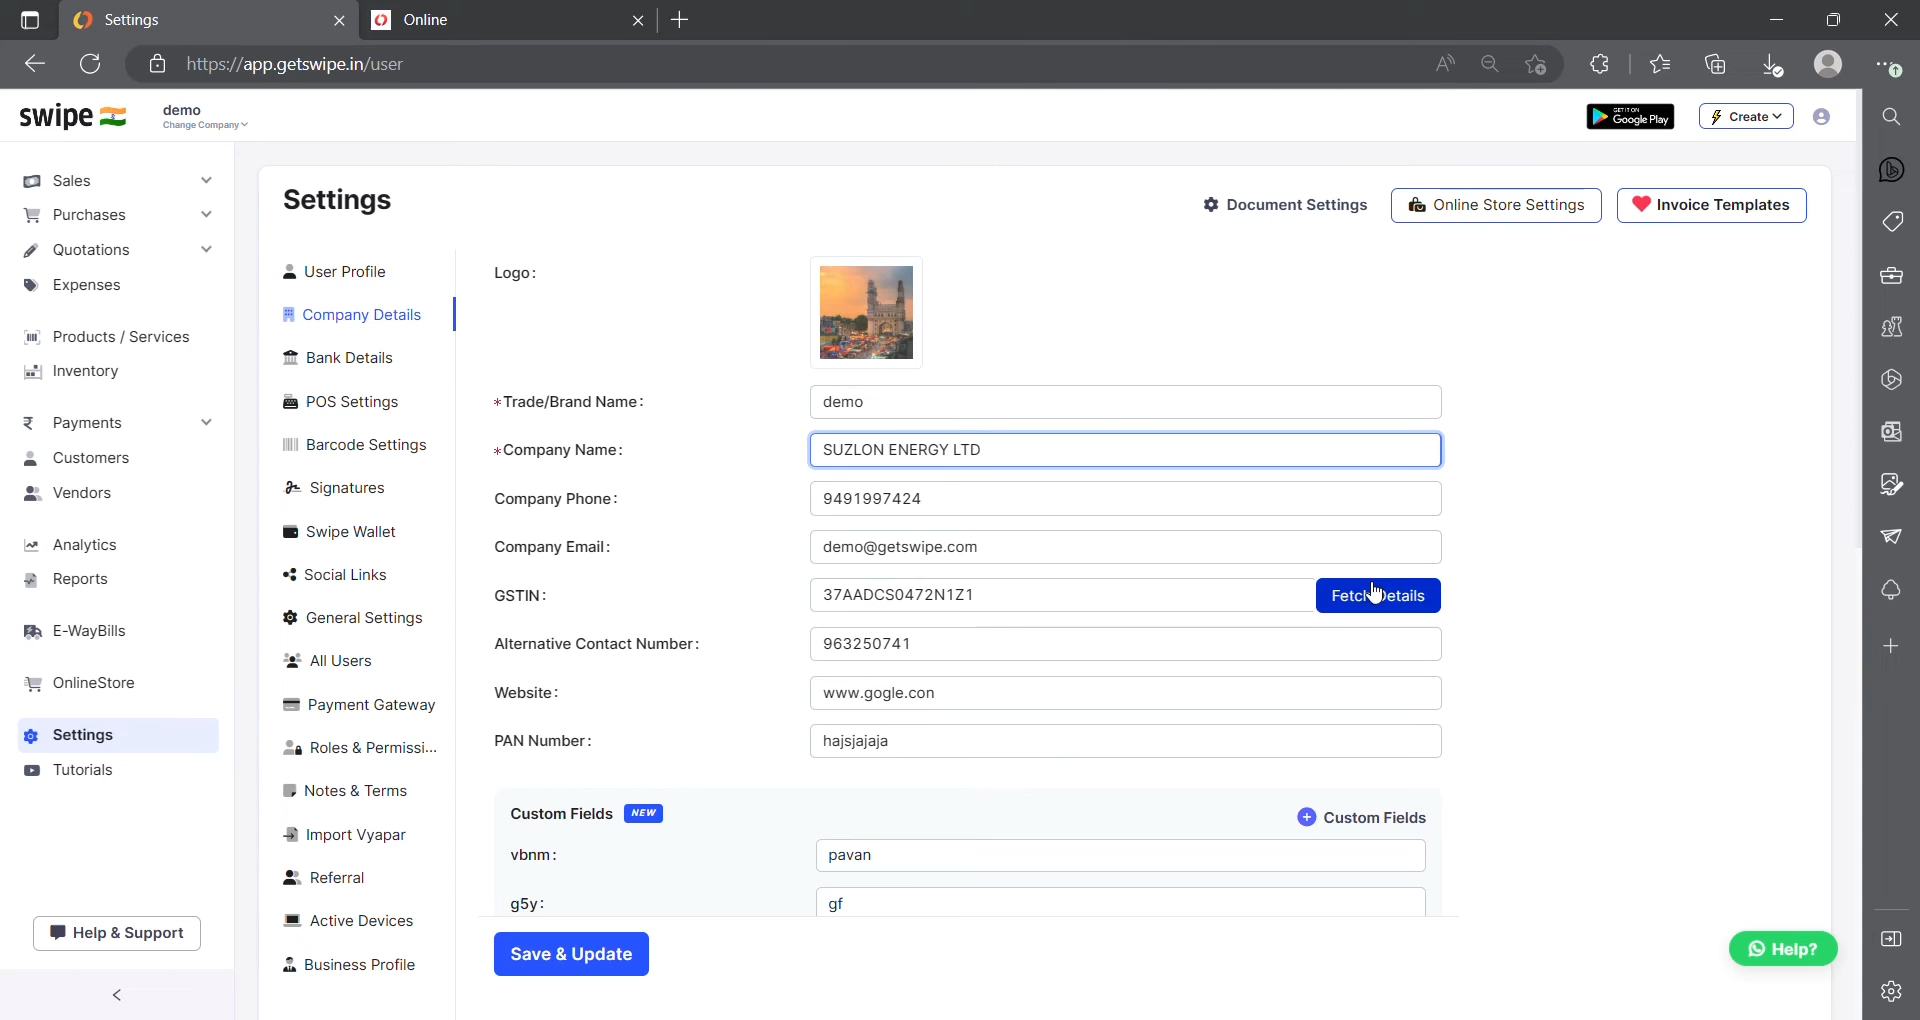 Settings
Online
https://app.getswipe.in/user
swipe
demo
Change Company
GET IT ON
Google Play
Create
Sales
Purchases
Quotations
Expenses
Products / Services
Inventory
Payments
Customers
Vendors
Analytics
Reports
E-WayBills
OnlineStore
Settings
Tutorials
Help & Support
Settings
Document Settings
Online Store Settings
Invoice Templates
User Profile
Company Details
Bank Details
POS Settings
Barcode Settings
Signatures
Swipe Wallet
Social Links
General Settings
All Users
Payment Gateway
Roles & Permissi...
Notes & Terms
Import Vyapar
Referral
Active Devices
Business Profile
Logo:
*Trade/Brand Name: demo
*Company Name: SUZLON ENERGY LTD
Company Phone: 9491997424
Company Email: demo@getswipe.com
GSTIN: 37AADCS0472N1Z1 Fetch Details
Alternative Contact Number: 963250741
Website: www.gogle.con
PAN Number: hajsjajaja
Custom Fields NEW
Custom Fields
vbnm: pavan
g5y: gf
Save & Update
Help?